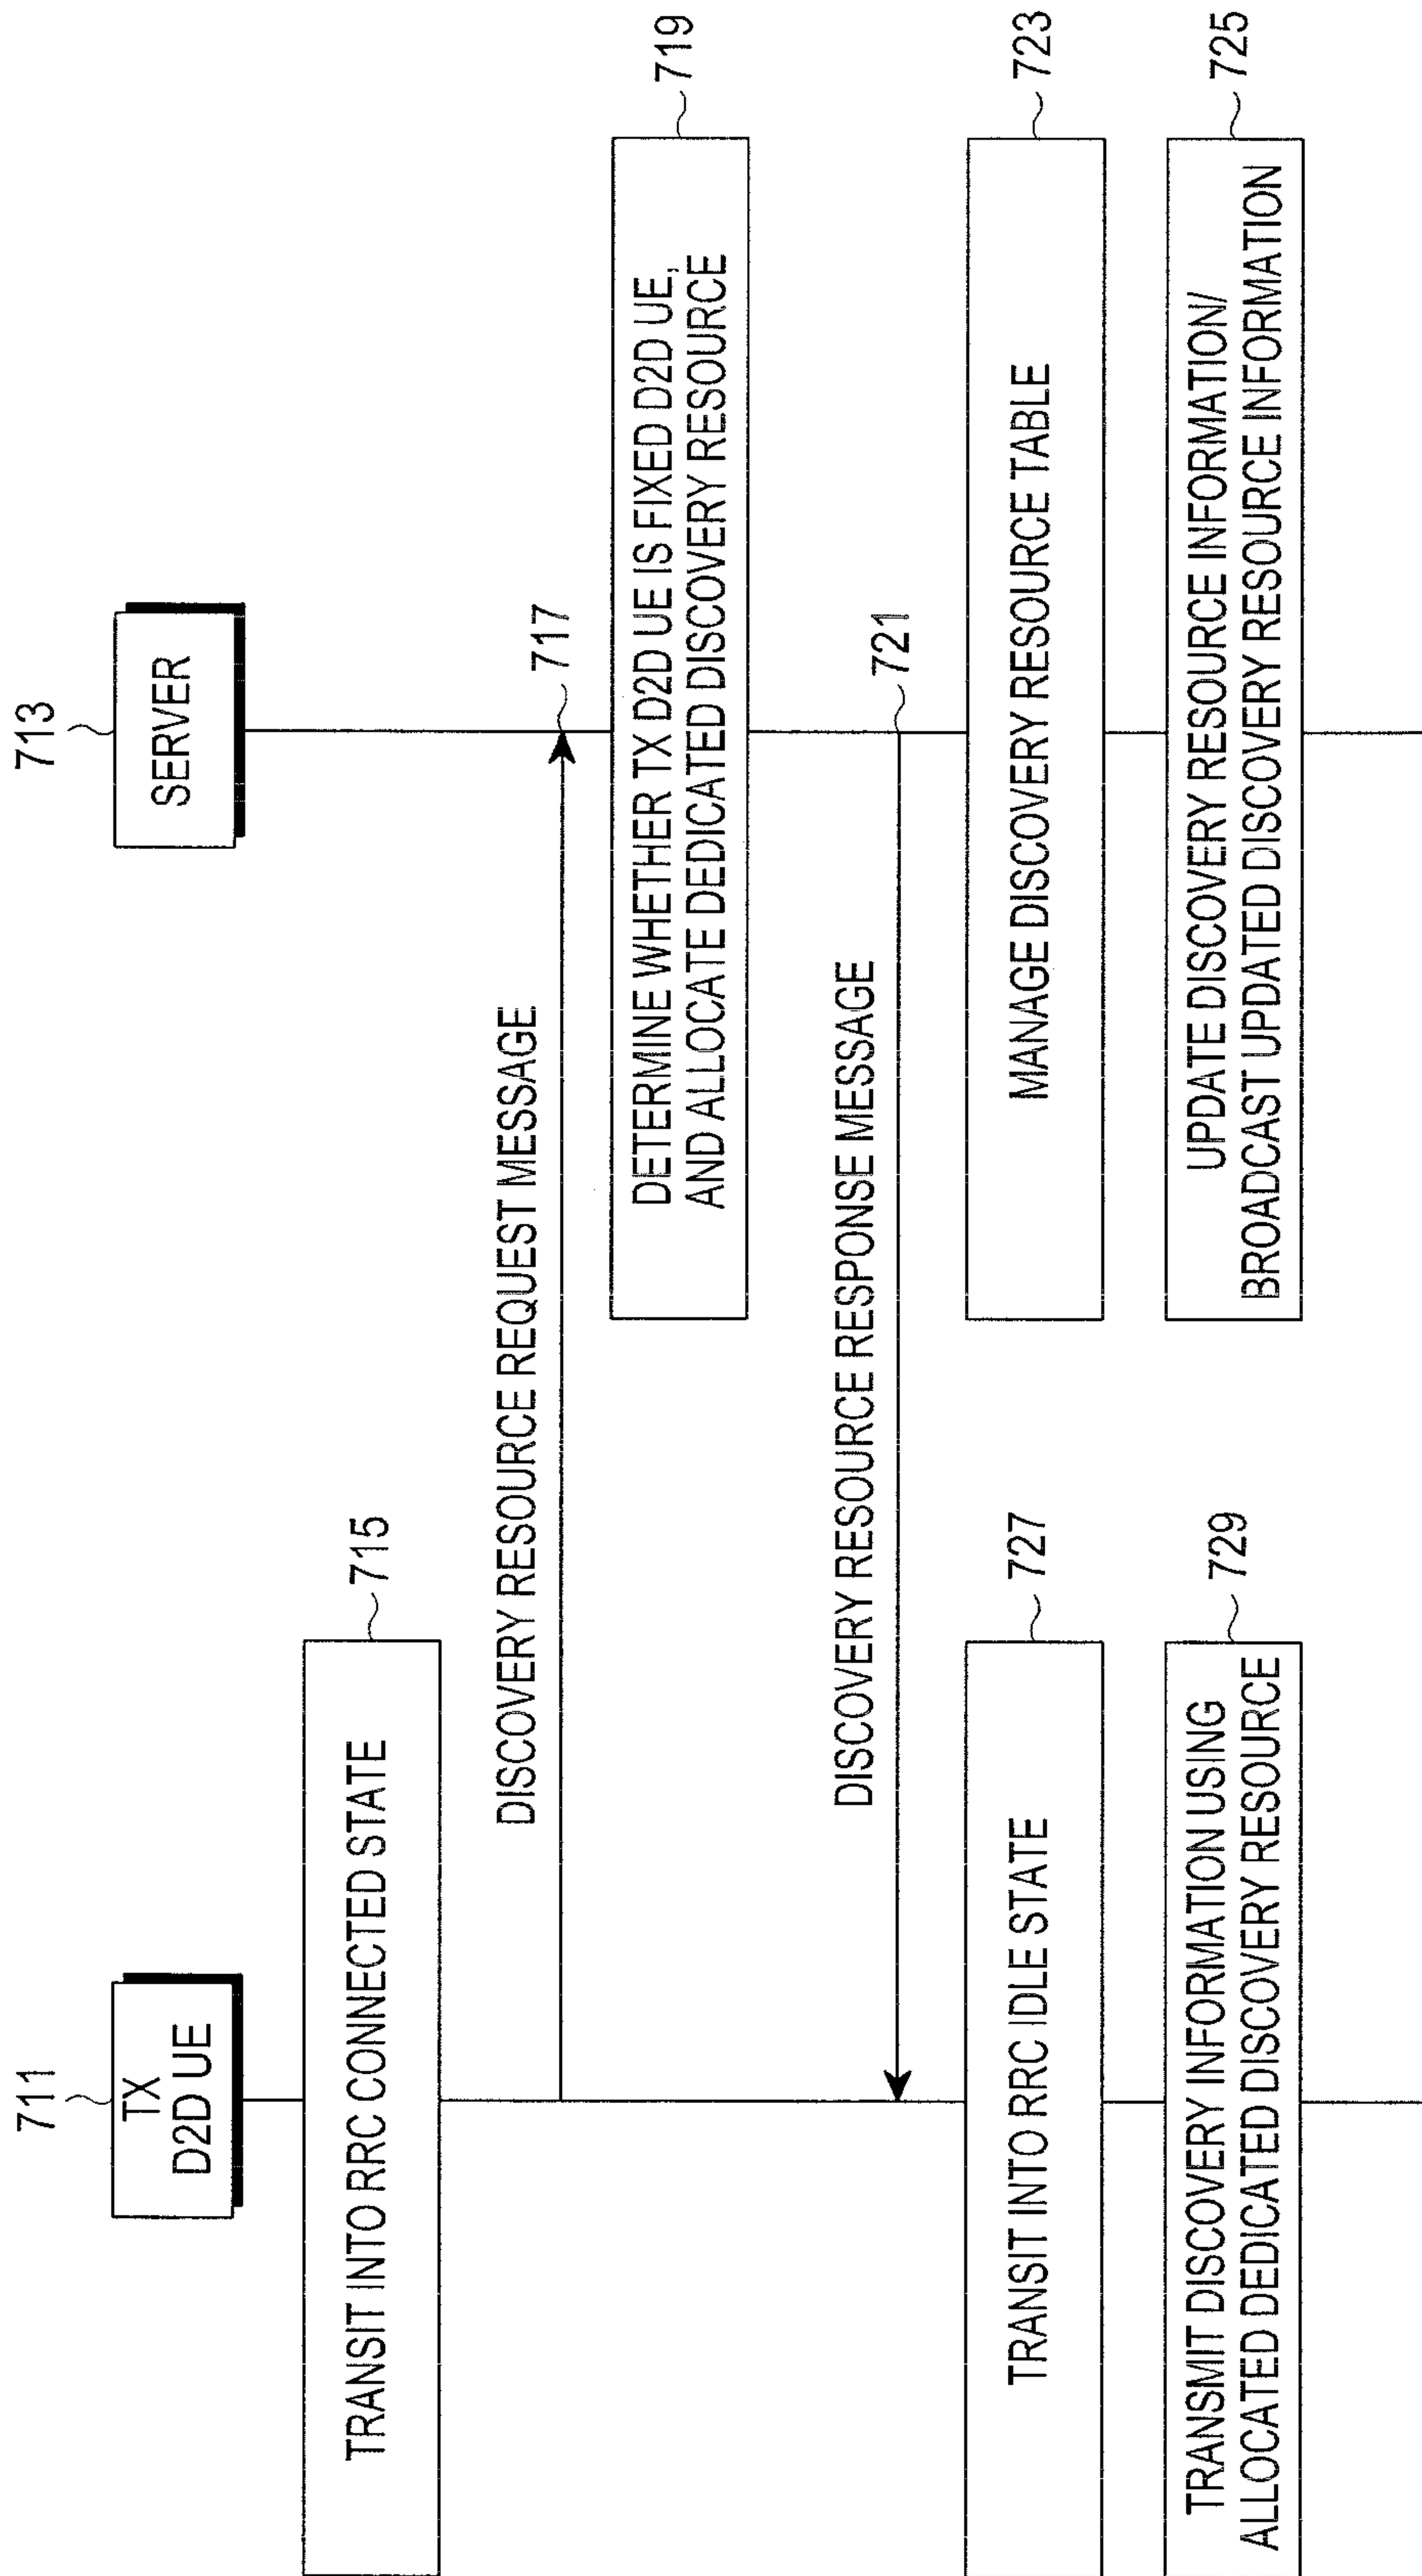 711
TX
D2D UE
713
SERVER
TRANSIT INTO RRC CONNECTED STATE
715
DISCOVERY RESOURCE REQUEST MESSAGE
717
DETERMINE WHETHER TX D2D UE IS FIXED D2D UE,
AND ALLOCATE DEDICATED DISCOVERY RESOURCE
719
DISCOVERY RESOURCE RESPONSE MESSAGE
721
TRANSIT INTO RRC IDLE STATE
727
MANAGE DISCOVERY RESOURCE TABLE
723
TRANSMIT DISCOVERY INFORMATION USING
ALLOCATED DEDICATED DISCOVERY RESOURCE
729
UPDATE DISCOVERY RESOURCE INFORMATION/
BROADCAST UPDATED DISCOVERY RESOURCE INFORMATION
725